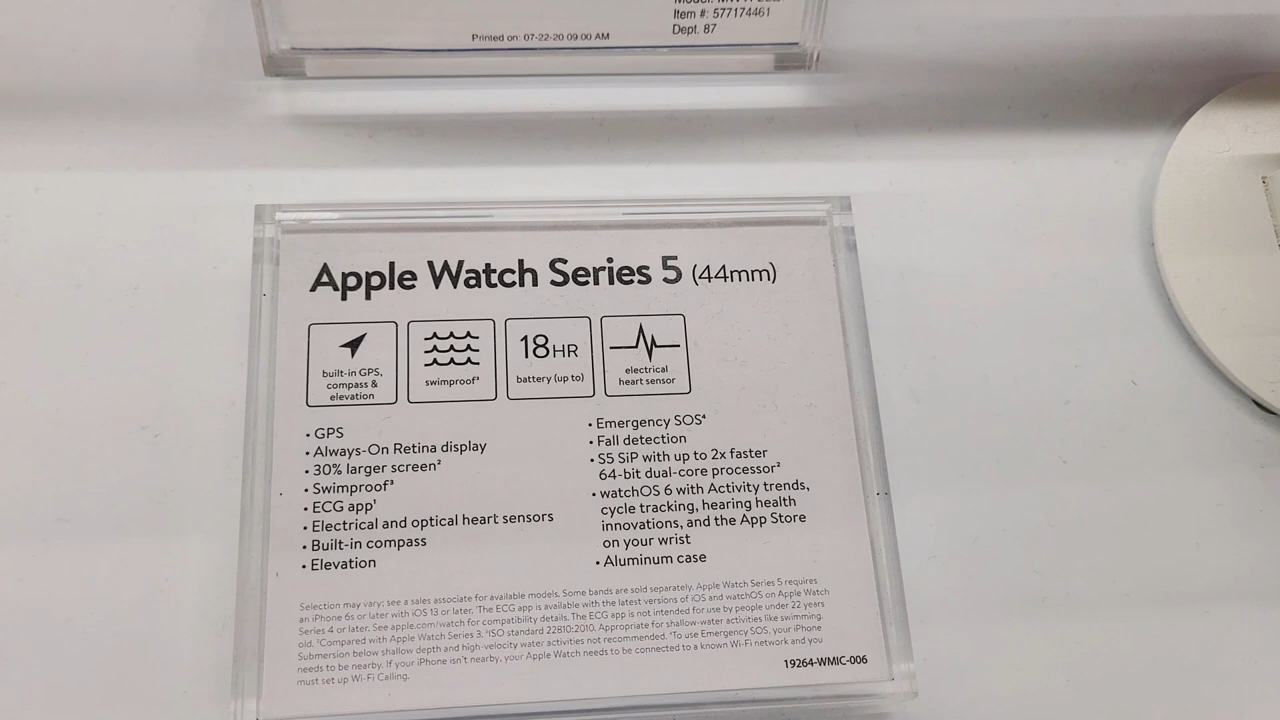 Item #: 577174461
Dept. 87
Printed on: 07-22-20 09:00 AM
Apple Watch Series 5 (44mm)
built-in GPS,
compass &
elevation
swimproof³
18HR
battery (up to)
electrical
heart sensor
• GPS
• Always-On Retina display
• 30% larger screen²
• Swimproof³
• ECG app¹
• Electrical and optical heart sensors
• Built-in compass
• Elevation
• Emergency SOS⁴
• Fall detection
• S5 SiP with up to 2x faster
64-bit dual-core processor²
• watchOS 6 with Activity trends,
cycle tracking, hearing health
innovations, and the App Store
on your wrist
• Aluminum case
Selection may vary; see a sales associate for available models. Some bands are sold separately. Apple Watch Series 5 requires
an iPhone 6s or later with iOS 13 or later. ¹The ECG app is available with the latest versions of iOS and watchOS on Apple Watch
Series 4 or later. See apple.com/watch for compatibility details. The ECG app is not intended for use by people under 22 years
old. ²Compared with Apple Watch Series 3. ³ISO standard 22810:2010. Appropriate for shallow-water activities like swimming.
Submersion below shallow depth and high-velocity water activities not recommended. ⁴To use Emergency SOS, your iPhone
needs to be nearby. If your iPhone isn't nearby, your Apple Watch needs to be connected to a known Wi-Fi network and you
must set up Wi-Fi Calling.
19264-WMIC-006